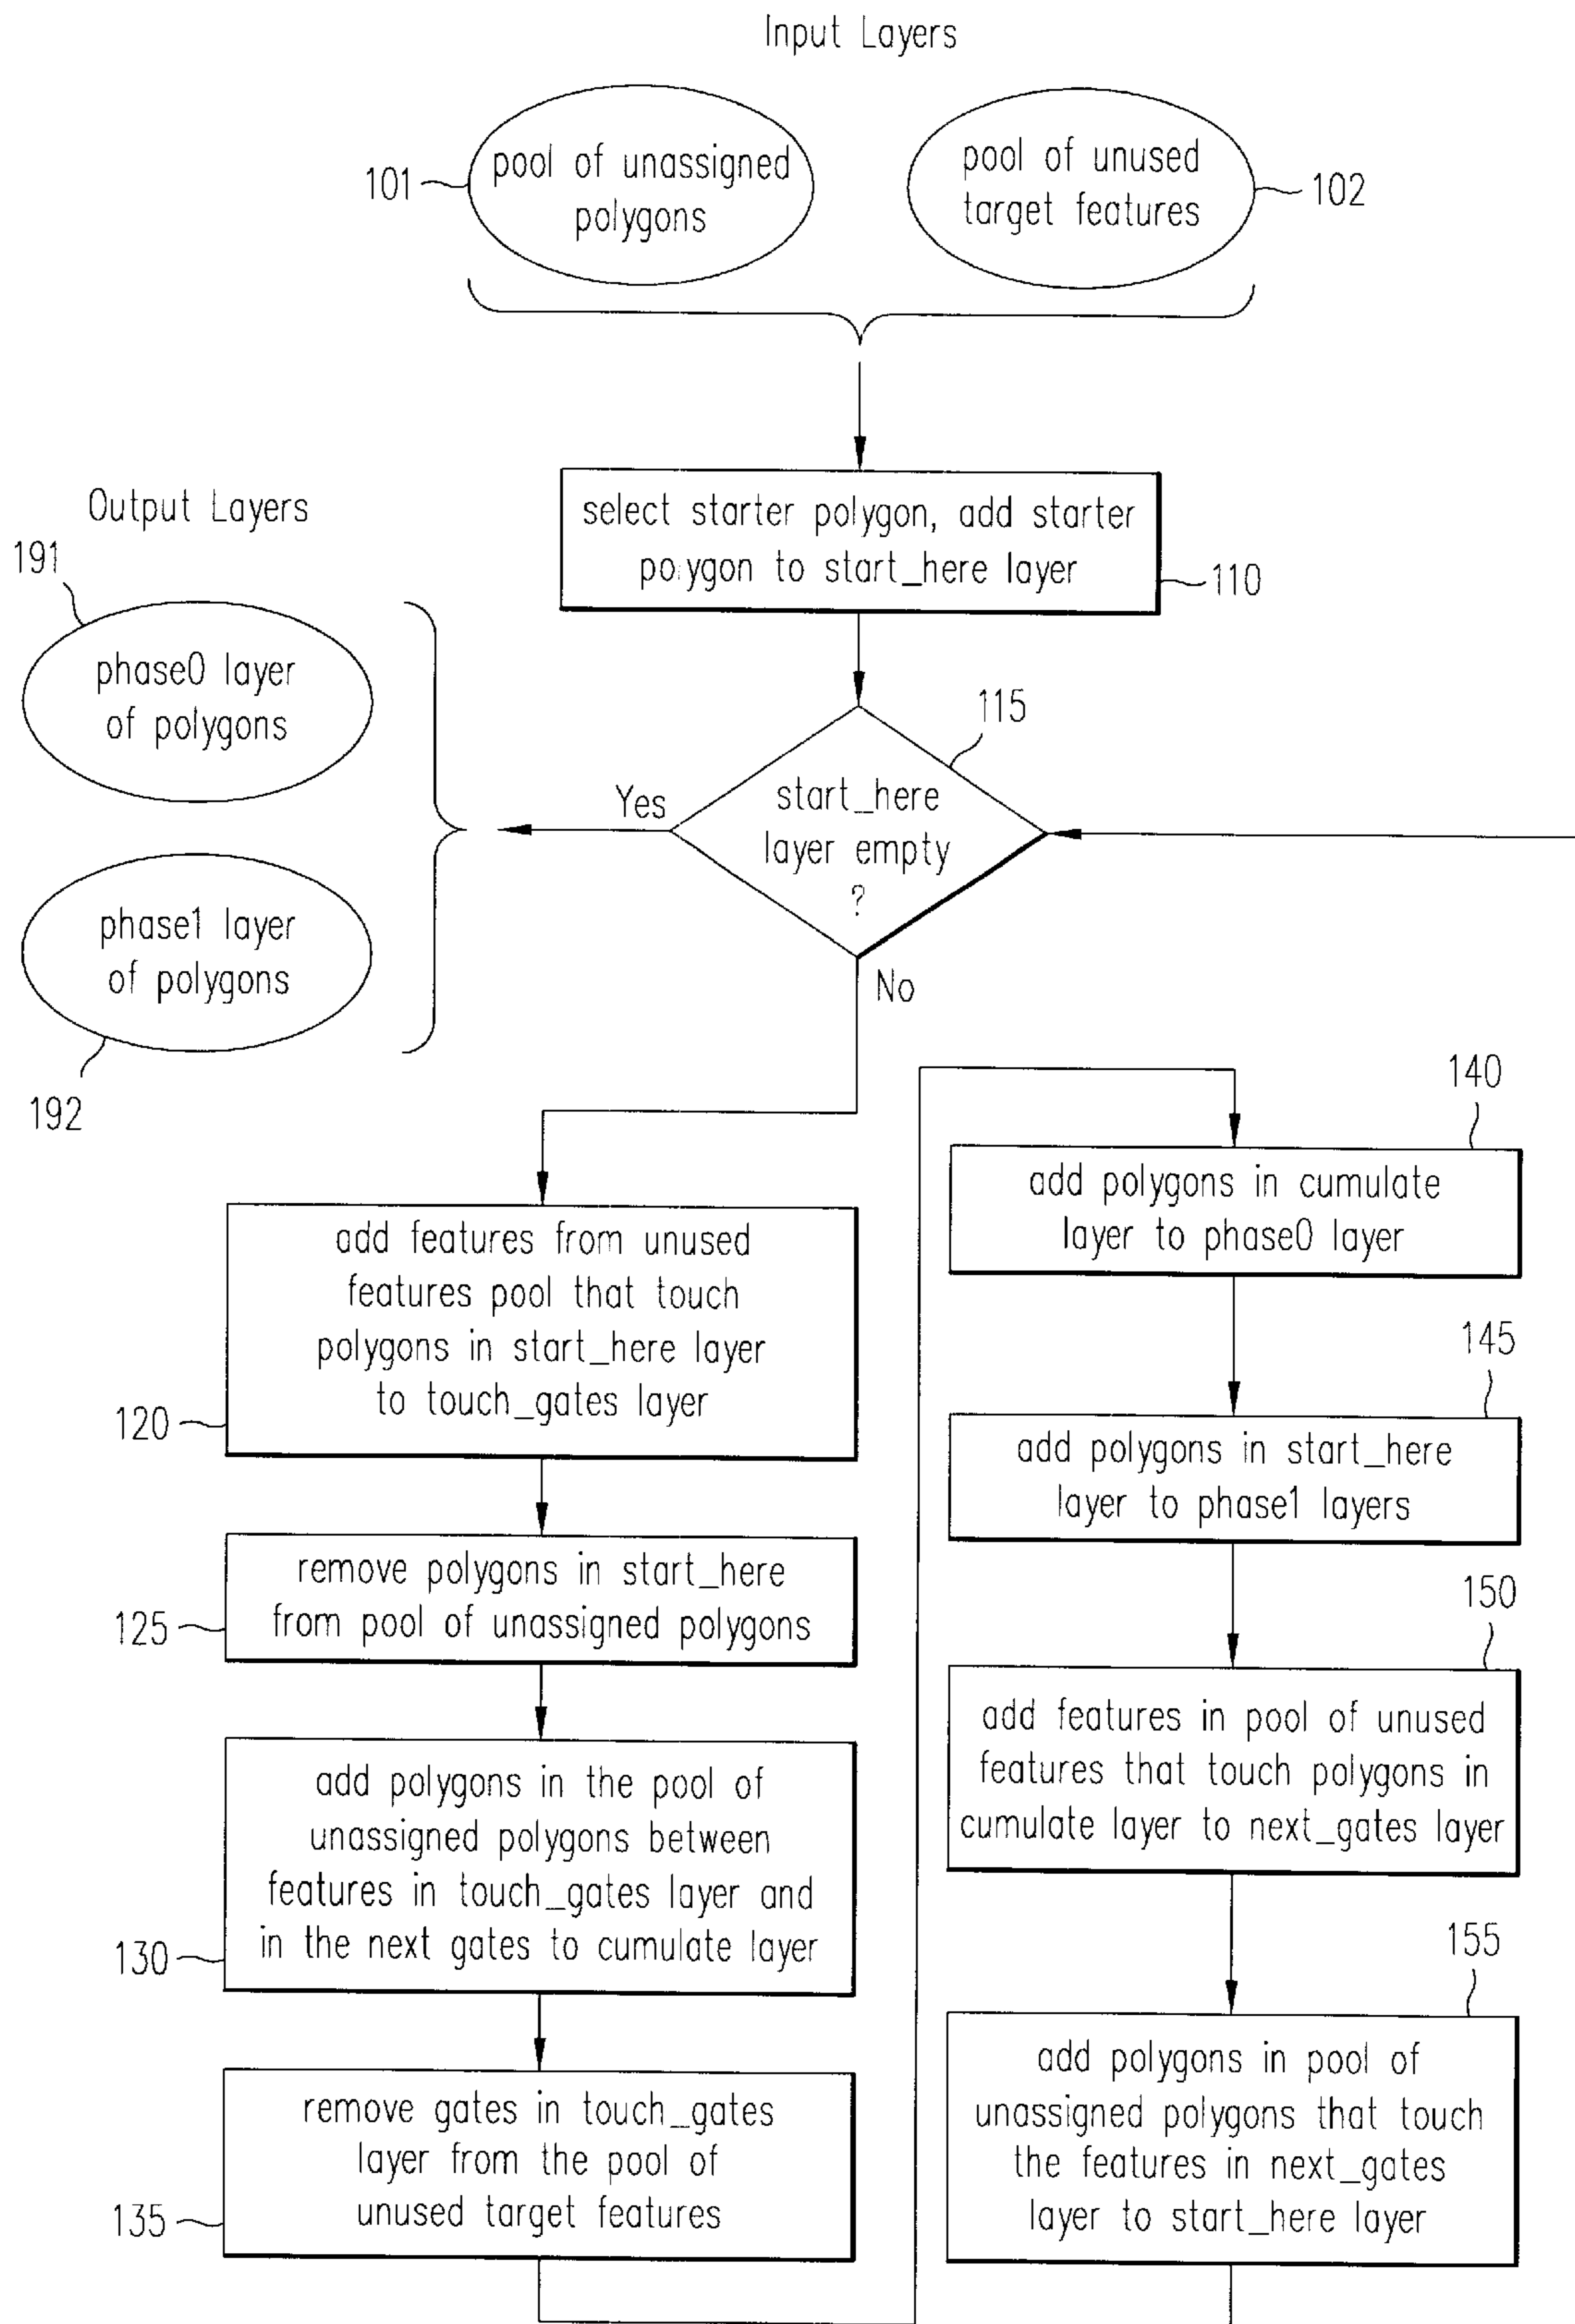 Input Layers
pool of unassigned
polygons
101
pool of unused
target features
102
select starter polygon, add starter
polygon to start_here layer
110
Output Layers
191
phase0 layer
of polygons
phase1 layer
of polygons
192
115
start_here
layer empty
?
Yes
No
add features from unused
features pool that touch
polygons in start_here layer
to touch_gates layer
120
remove polygons in start_here
from pool of unassigned polygons
125
add polygons in the pool of
unassigned polygons between
features in touch_gates layer and
in the next gates to cumulate layer
130
remove gates in touch_gates
layer from the pool of
unused target features
135
140
add polygons in cumulate
layer to phase0 layer
145
add polygons in start_here
layer to phase1 layers
150
add features in pool of unused
features that touch polygons in
cumulate layer to next_gates layer
155
add polygons in pool of
unassigned polygons that touch
the features in next_gates
layer to start_here layer